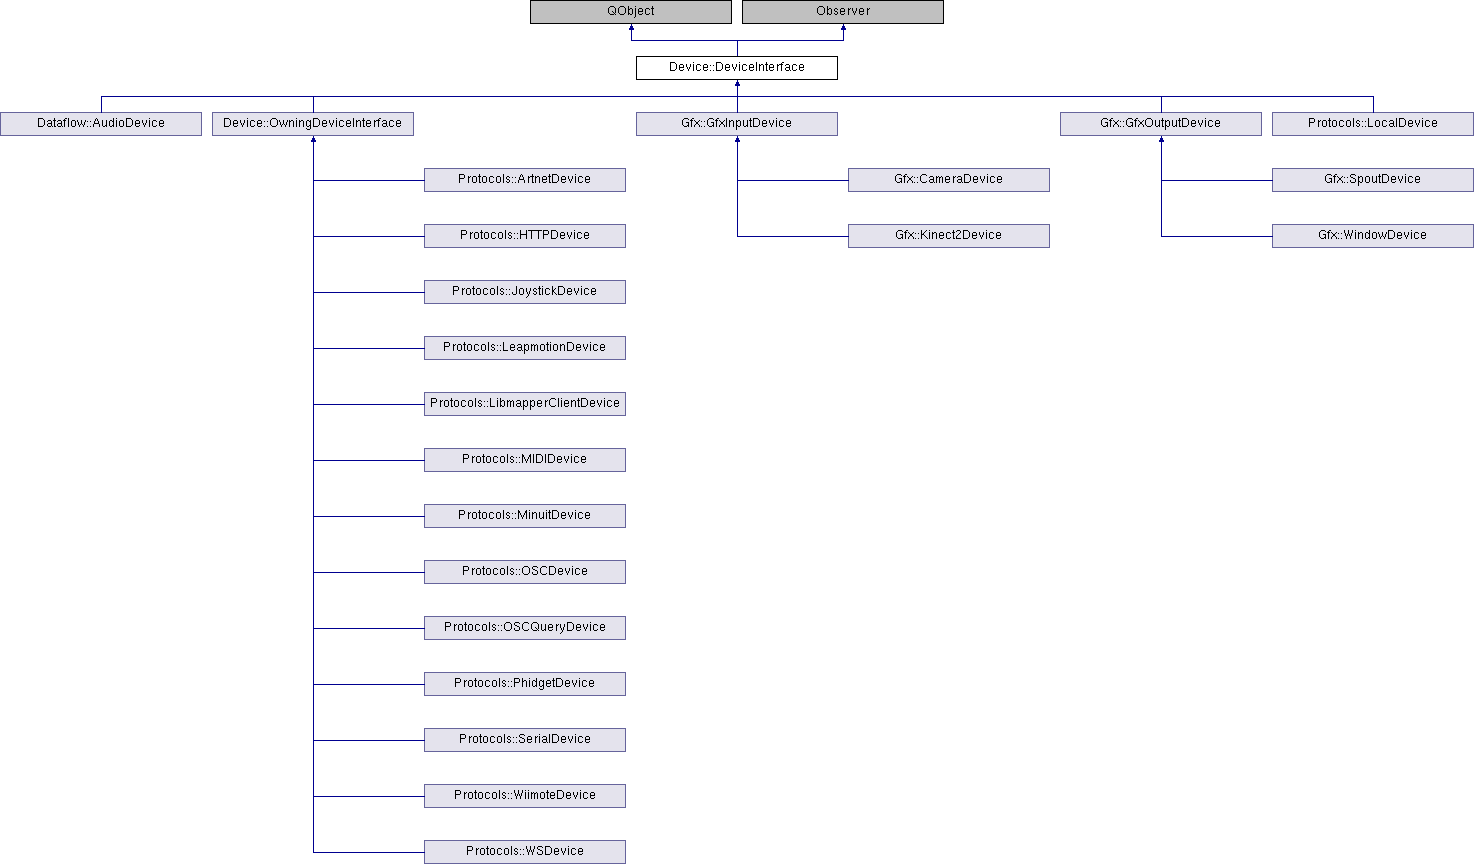 QObject
Observer
Device::DeviceInterface
Dataflow::AudioDevice
Device::OwningDeviceInterface
Gfx::GfxInputDevice
Gfx::GfxOutputDevice
Protocols::LocalDevice
Protocols::ArtnetDevice
Gfx::CameraDevice
Gfx::SpoutDevice
Protocols::HTTPDevice
Gfx::Kinect2Device
Gfx::WindowDevice
Protocols::JoystickDevice
Protocols::LeapmotionDevice
Protocols::LibmapperClientDevice
Protocols::MIDIDevice
Protocols::MinuitDevice
Protocols::OSCDevice
Protocols::OSCQueryDevice
Protocols::PhidgetDevice
Protocols::SerialDevice
Protocols::WiimoteDevice
Protocols::WSDevice